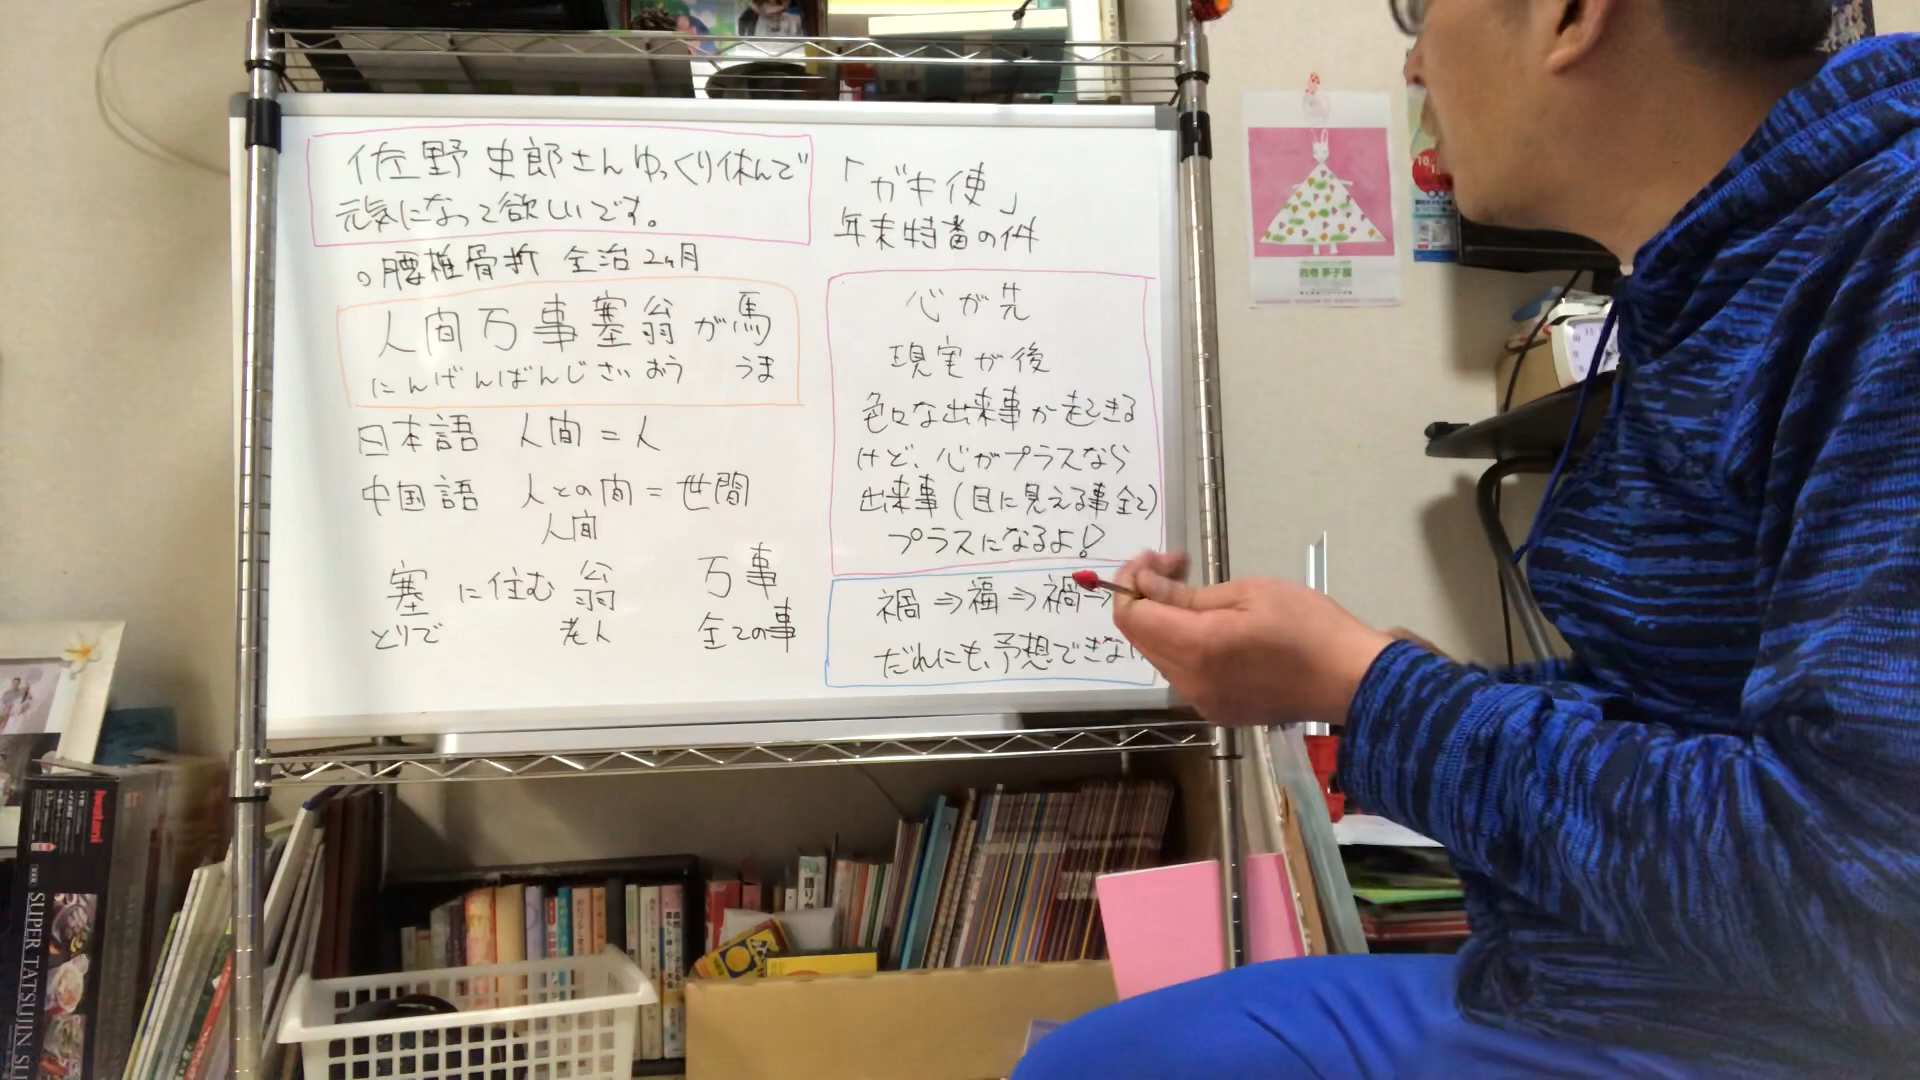 佐野史郎さんゆっくり休んで
元気になって欲しいです。
。腰椎骨折 全治2ヶ月
人間万事塞翁が馬
にんげんばんじさいおう うま
日本語 人間=人
中国語 人との間=世間
人間
塞に住む翁 万事
とりで 老人 全ての事
「ガキ使」
年末特番の件
心が先
現実が後
色々な出来事が起きる
けど、心がプラスなら
出来事(目に見える事全て)
プラスになるよ!
禍⇒福⇒禍→
だれにも、予想できない
iwatani
SUPER TATSUJIN SLI